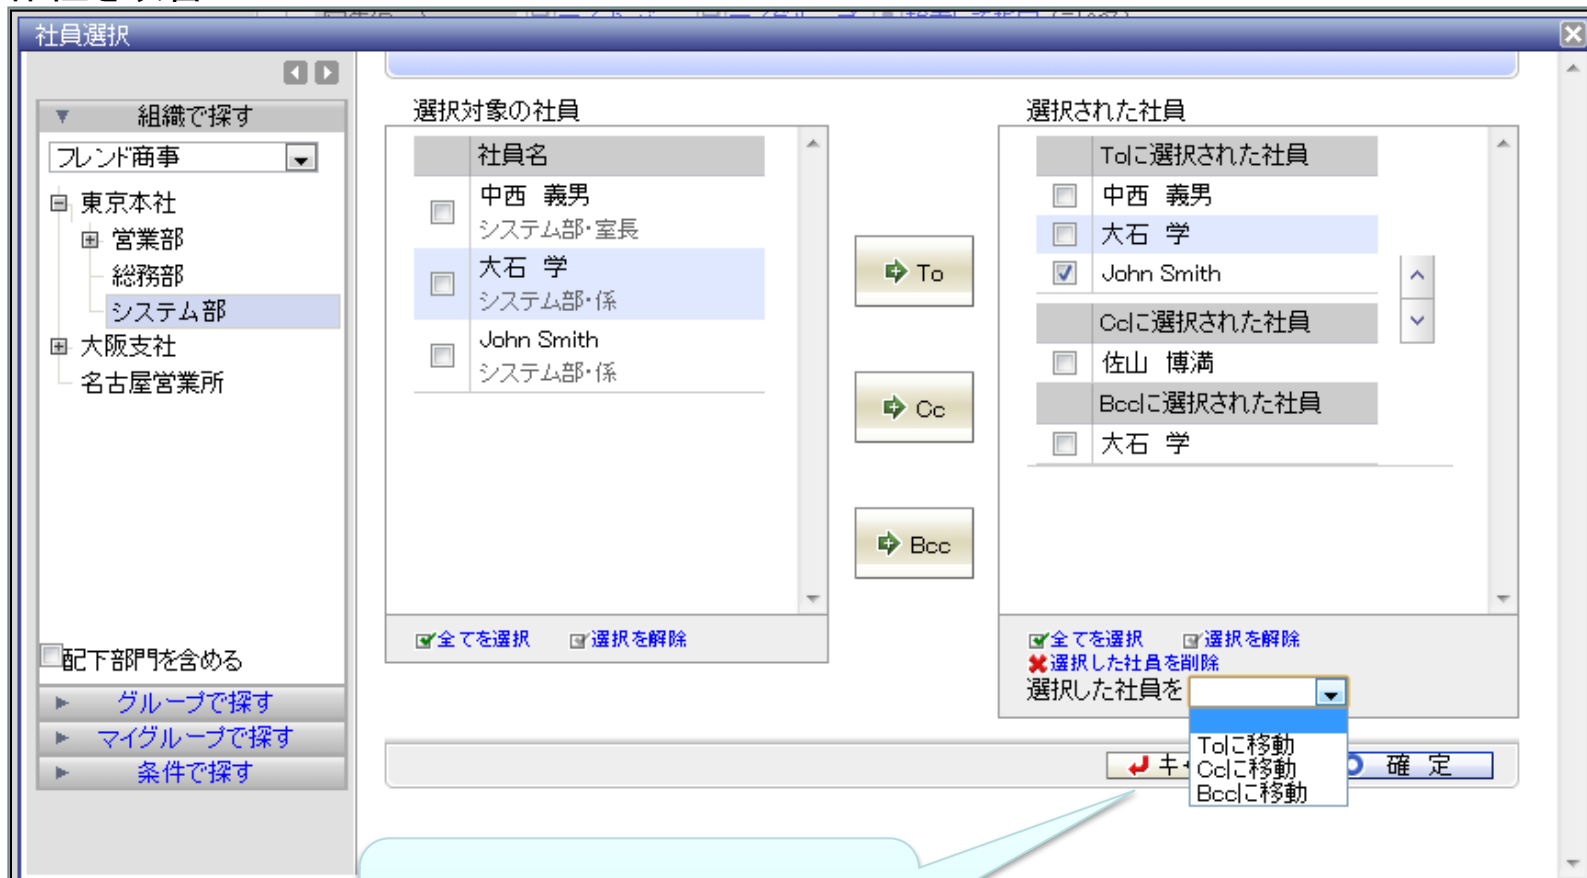 社員選択
組織で探す
フレンド商事
東京本社
営業部
総務部
システム部
大阪支社
名古屋営業所
配下部門を含める
グループで探す
マイグループで探す
条件で探す
選択対象の社員
社員名
中西 義男
システム部・室長
大石 学
システム部・係
John Smith
システム部・係
全てを選択 選択を解除
To
Cc
Bcc
選択された社員
Toに選択された社員
中西 義男
大石 学
John Smith
Ccに選択された社員
佐山 博満
Bccに選択された社員
大石 学
全てを選択 選択を解除
選択した社員を削除
選択した社員を
Toに移動
Ccに移動
Bccに移動
キ
確 定